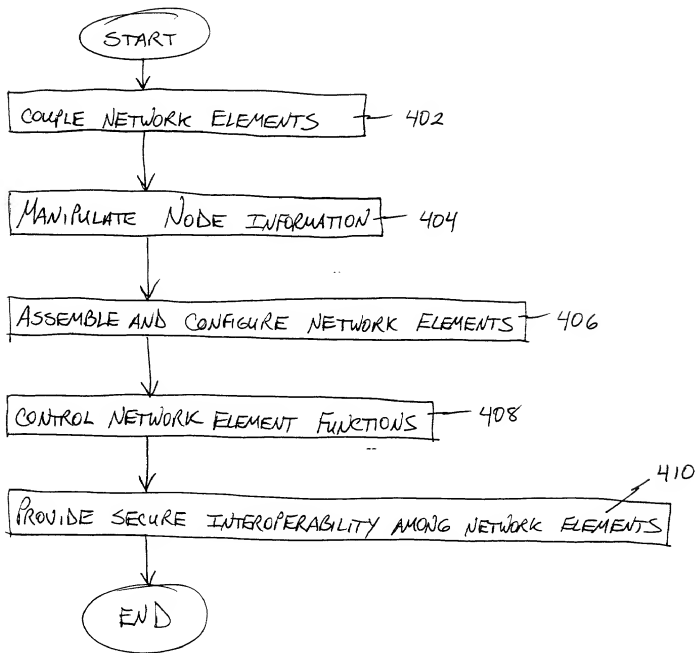 START
COUPLE NETWORK ELEMENTS
402
MANIPULATE NODE INFORMATION
404
ASSEMBLE AND CONFIGURE NETWORK ELEMENTS
406
CONTROL NETWORK ELEMENT FUNCTIONS
408
410
PROVIDE SECURE INTEROPERABILITY AMONG NETWORK ELEMENTS
END